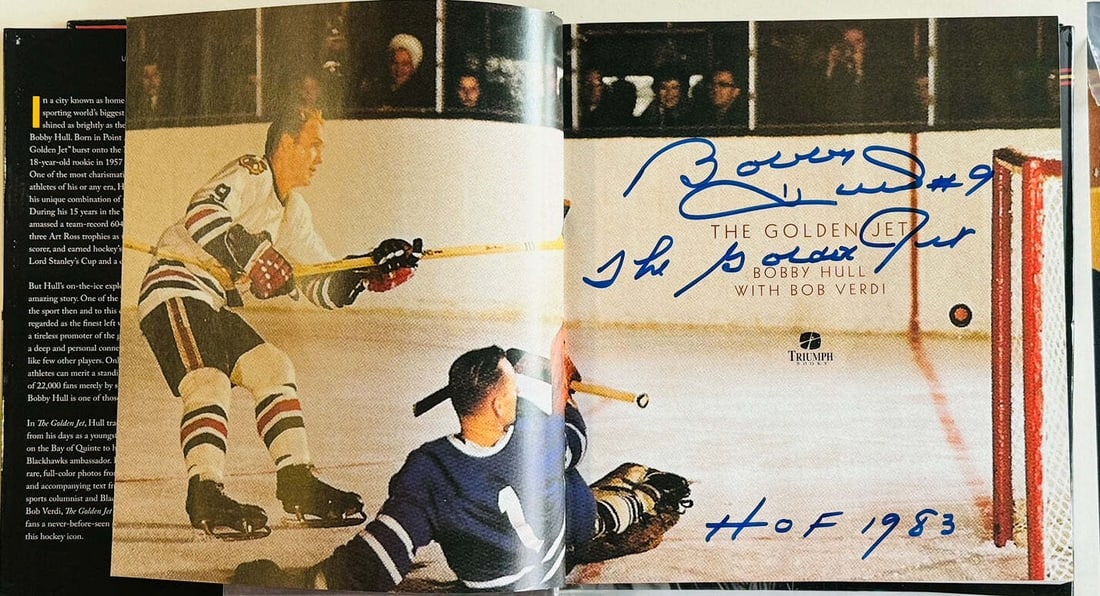 U
In a city known as home
sporting world's biggest
shined as brightly as the
Bobby Hull. Born in Point
Golden Jet" burst onto the
18-year-old rookie in 1957
One of the most charismati
athletes of his or any era, H
his unique combination of
During his 15 years in the
amassed a team-record 604
three Art Ross trophies as
scorer, and earned hockey's
Lord Stanley's Cup and a
But Hull's on-the-ice expl
amazing story. One of the
the sport then and to this
regarded as the finest left
a tireless promoter of the
a deep and personal conne
like few other players. Onl
athletes can merit a standi
of 22,000 fans merely by s
Bobby Hull is one of thos
In The Golden Jet, Hull tra
from his days as a youngs
on the Bay of Quinte to h
Blackhawks ambassador.
rare, full-color photos fro
and accompanying text fr
sports columnist and Blac
Bob Verdi, The Golden Jet
fans a never-before-seen
this hockey icon.
9
1
Bobby Hull #9
THE GOLDEN JET
The Golden Jet
BOBBY HULL
WITH BOB VERDI
TRIUMPH
BOOKS
HOF 1983